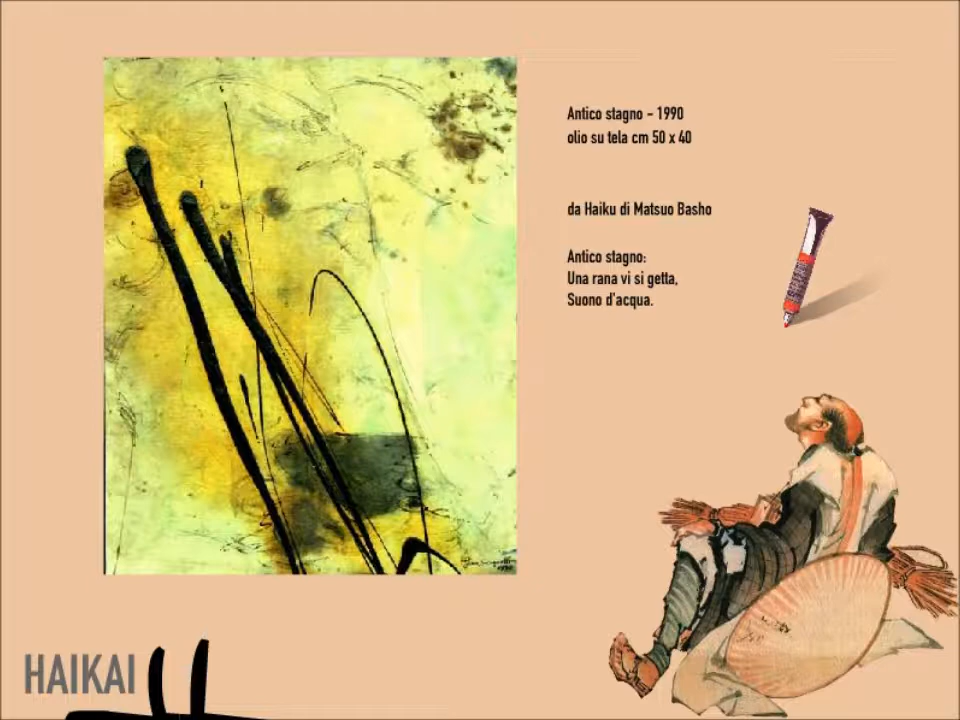 Antico stagno - 1990
olio su tela cm 50 x 40
da Haiku di Matsuo Basho
Antico stagno:
Una rana vi si getta,
Suono d'acqua.
HAIKAI